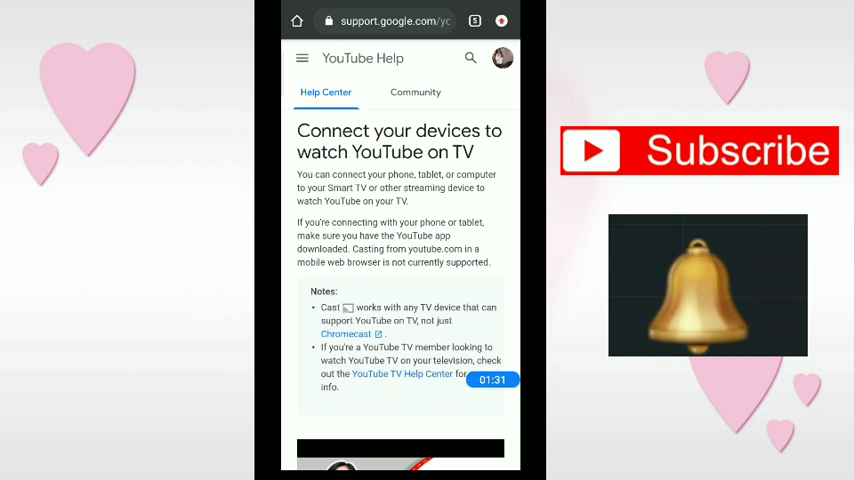 support.google.com/yc
5
YouTube Help
Help Center
Community
Connect your devices to
watch YouTube on TV
You can connect your phone, tablet, or computer
to your Smart TV or other streaming device to
watch YouTube on your TV.
If you're connecting with your phone or tablet,
make sure you have the YouTube app
downloaded. Casting from youtube.com in a
mobile web browser is not currently supported.
Notes:
• Cast works with any TV device that can
support YouTube on TV, not just
Chromecast .
• If you're a YouTube TV member looking to
watch YouTube TV on your television, check
out the YouTube TV Help Center for
info.
01:31
Subscribe